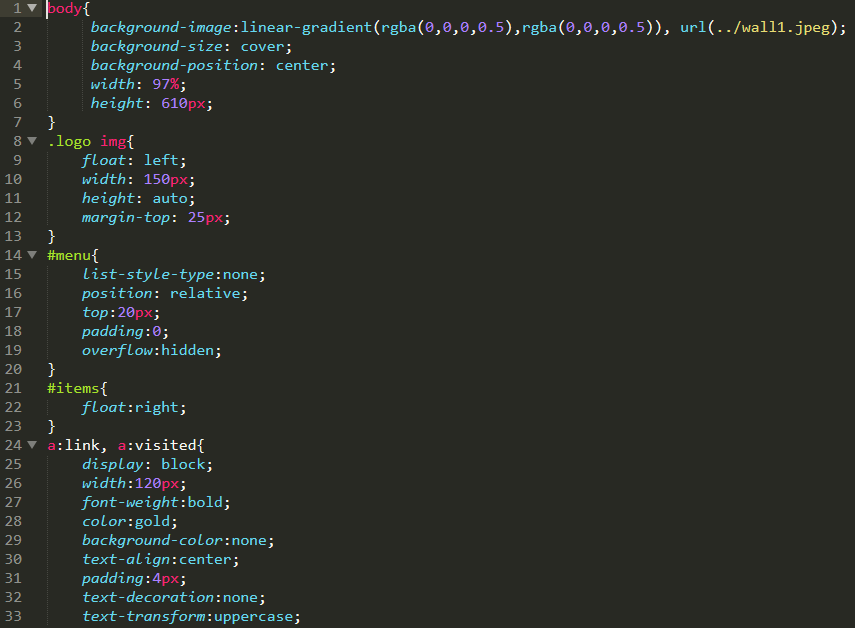 1 body{
2 background-image:linear-gradient(rgba(0,0,0,0.5),rgba(0,0,0,0.5)), url(../wall1.jpeg);
3 background-size: cover;
4 background-position: center;
5 width: 97%;
6 height: 610px;
7 }
8 .logo img{
9 float: left;
10 width: 150px;
11 height: auto;
12 margin-top: 25px;
13 }
14 #menu{
15 list-style-type:none;
16 position: relative;
17 top:20px;
18 padding:0;
19 overflow:hidden;
20 }
21 #items{
22 float:right;
23 }
24 a:link, a:visited{
25 display: block;
26 width:120px;
27 font-weight:bold;
28 color:gold;
29 background-color:none;
30 text-align:center;
31 padding:4px;
32 text-decoration:none;
33 text-transform:uppercase;